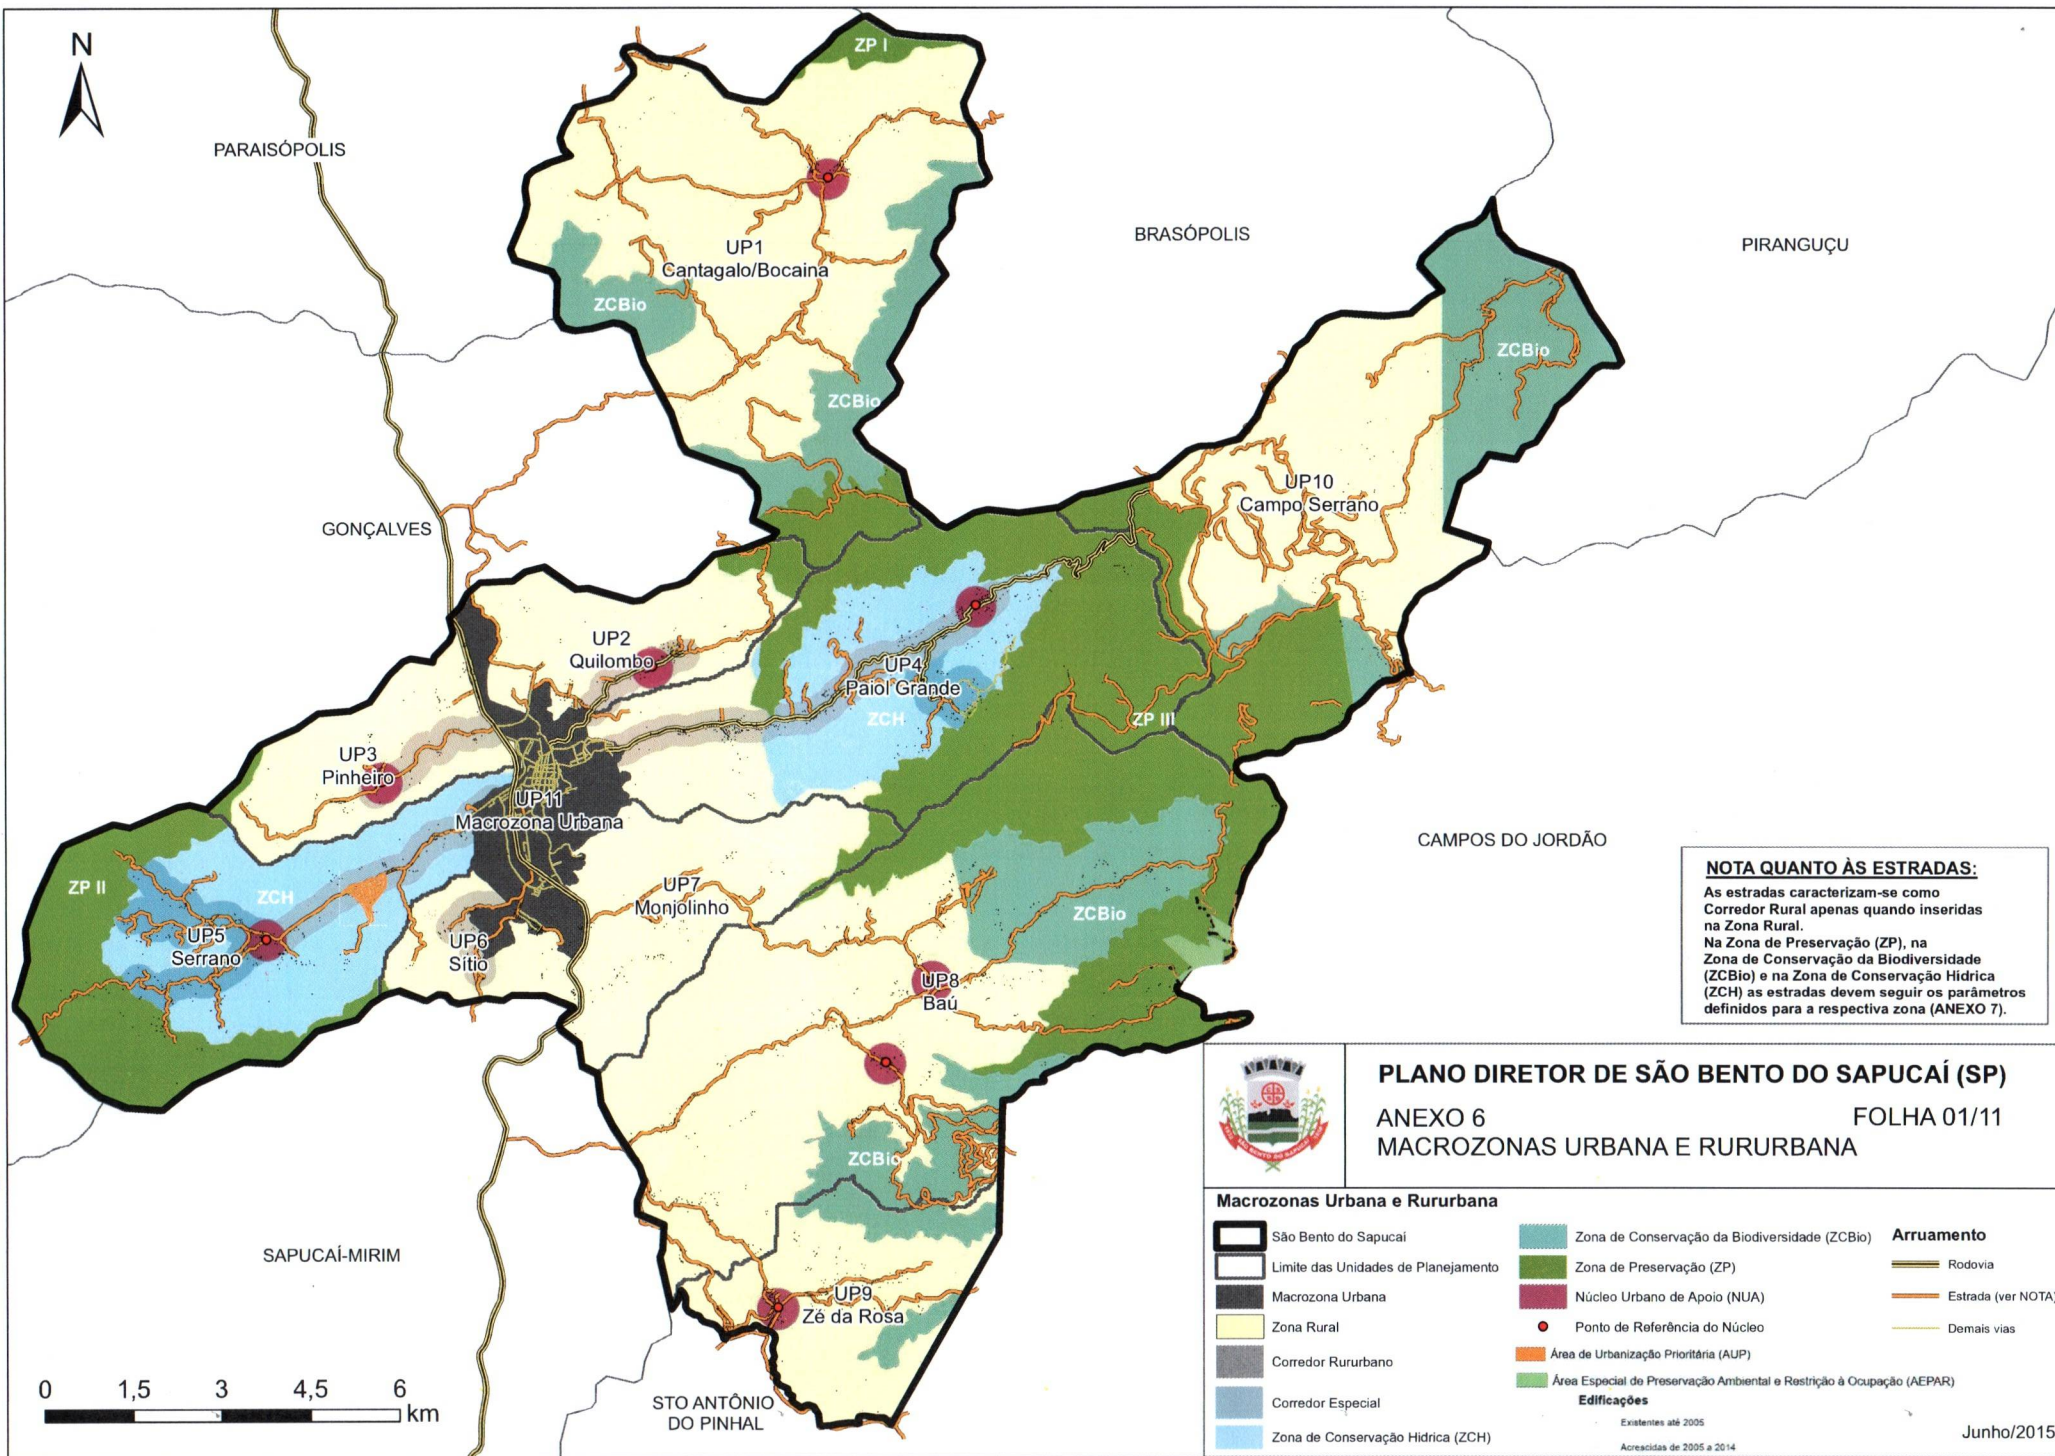 N
ZP I
PARAISÓPOLIS
BRASÓPOLIS
PIRANGUÇU
UP1
Cantagalo/Bocaina
ZCBio
ZCBio
ZCBio
UP10
Campo Serrano
GONÇALVES
UP2
Quilombo
UP4
Paiol Grande
ZCH
ZP III
UP3
Pinheiro
UP11
Macrozona Urbana
CAMPOS DO JORDÃO
ZP II
ZCH
UP7
Monjolinho
ZCBio
UP5
Serrano
UP6
Sítio
UP8
Baú
ZCBio
SAPUCAÍ-MIRIM
UP9
Zé da Rosa
STO ANTÔNIO
DO PINHAL
0 1,5 3 4,5 6
km
NOTA QUANTO ÀS ESTRADAS:
As estradas caracterizam-se como
Corredor Rural apenas quando inseridas
na Zona Rural.
Na Zona de Preservação (ZP), na
Zona de Conservação da Biodiversidade
(ZCBio) e na Zona de Conservação Hídrica
(ZCH) as estradas devem seguir os parâmetros
definidos para a respectiva zona (ANEXO 7).
PLANO DIRETOR DE SÃO BENTO DO SAPUCAÍ (SP)
ANEXO 6 FOLHA 01/11
MACROZONAS URBANA E RURURBANA
Macrozonas Urbana e Rururbana
São Bento do Sapucaí
Limite das Unidades de Planejamento
Macrozona Urbana
Zona Rural
Corredor Rururbano
Corredor Especial
Zona de Conservação Hídrica (ZCH)
Zona de Conservação da Biodiversidade (ZCBio)
Zona de Preservação (ZP)
Núcleo Urbano de Apoio (NUA)
Ponto de Referência do Núcleo
Área de Urbanização Prioritária (AUP)
Área Especial de Preservação Ambiental e Restrição à Ocupação (AEPAR)
Edificações
Existentes até 2005
Acrescidas de 2005 a 2014
Arruamento
Rodovia
Estrada (ver NOTA)
Demais vias
Junho/2015